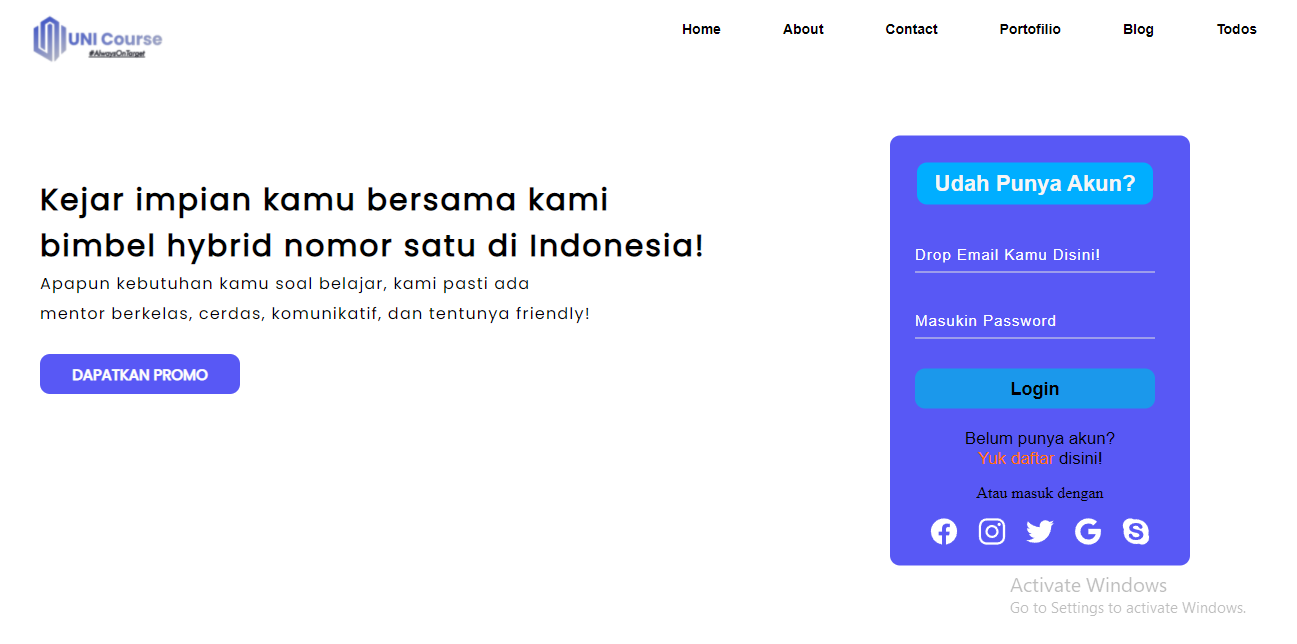 UNI Course
#AlwaysOnTarget
Home About Contact Portofilio Blog Todos
Kejar impian kamu bersama kami
bimbel hybrid nomor satu di Indonesia!
Apapun kebutuhan kamu soal belajar, kami pasti ada
mentor berkelas, cerdas, komunikatif, dan tentunya friendly!
DAPATKAN PROMO
Udah Punya Akun?
Drop Email Kamu Disini!
Masukin Password
Login
Belum punya akun?
Yuk daftar disini!
Atau masuk dengan
Activate Windows
Go to Settings to activate Windows.